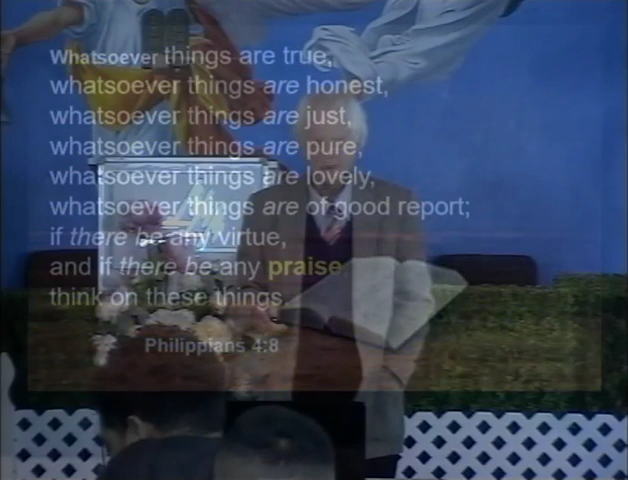 Whatsoever things are true,
whatsoever things are honest,
whatsoever things are just,
whatsoever things are pure,
whatsoever things are lovely,
whatsoever things are of good report;
if there be any virtue,
and if there be any praise
think on these things.
Philippians 4:8